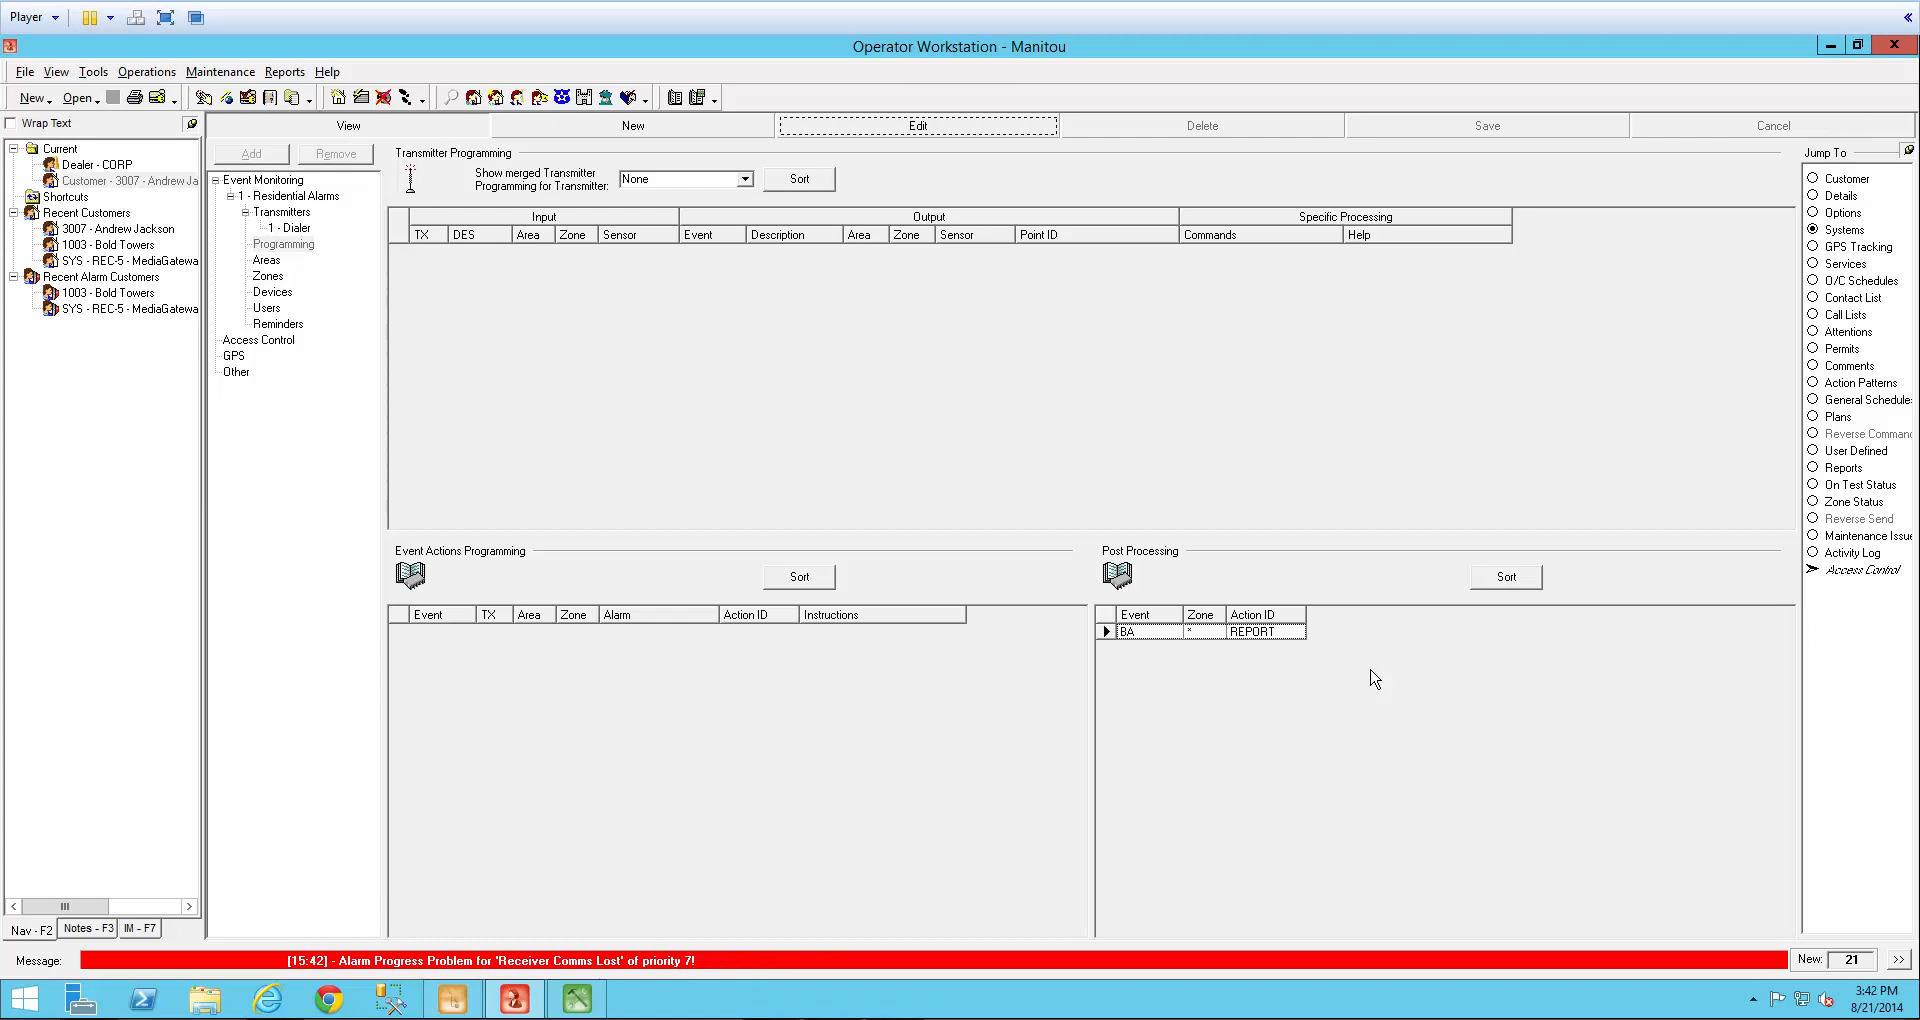 Player
Operator Workstation - Manitou
File View Tools Operations Maintenance Reports Help
New Open
Wrap Text
Current
Dealer - CORP
Customer - 3007 - Andrew Ja
Shortcuts
Recent Customers
3007 - Andrew Jackson
1003 - Bold Towers
SYS - REC-5 - MediaGatewa
Recent Alarm Customers
1003 - Bold Towers
SYS - REC-5 - MediaGatewa
Nav - F2 Notes - F3 IM - F7
View New Edit Delete Save Cancel
Add Remove
Event Monitoring
1 - Residential Alarms
Transmitters
1 - Dialer
Programming
Areas
Zones
Devices
Users
Reminders
Access Control
GPS
Other
Transmitter Programming
Show merged Transmitter
Programming for Transmitter:
None
Sort
Input Output Specific Processing
TX DES Area Zone Sensor Event Description Area Zone Sensor Point ID Commands Help
Event Actions Programming
Sort
Event TX Area Zone Alarm Action ID Instructions
Post Processing
Sort
Event Zone Action ID
BA * REPORT
Jump To
Customer
Details
Options
Systems
GPS Tracking
Services
O/C Schedules
Contact List
Call Lists
Attentions
Permits
Comments
Action Patterns
General Schedule
Plans
Reverse Comman
User Defined
Reports
On Test Status
Zone Status
Reverse Send
Maintenance Issue
Activity Log
Access Control
Message: [15:42] - Alarm Progress Problem for 'Receiver Comms Lost' of priority 7! New: 21 >>
3:42 PM
8/21/2014